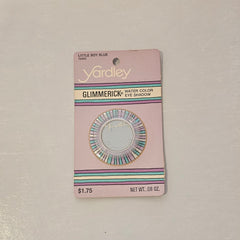 LITTLE BOY BLUE
Yardley
GLIMMERICK
WATER COLOR
EYE SHADOW
$1.75
NET WT. .08 OZ.